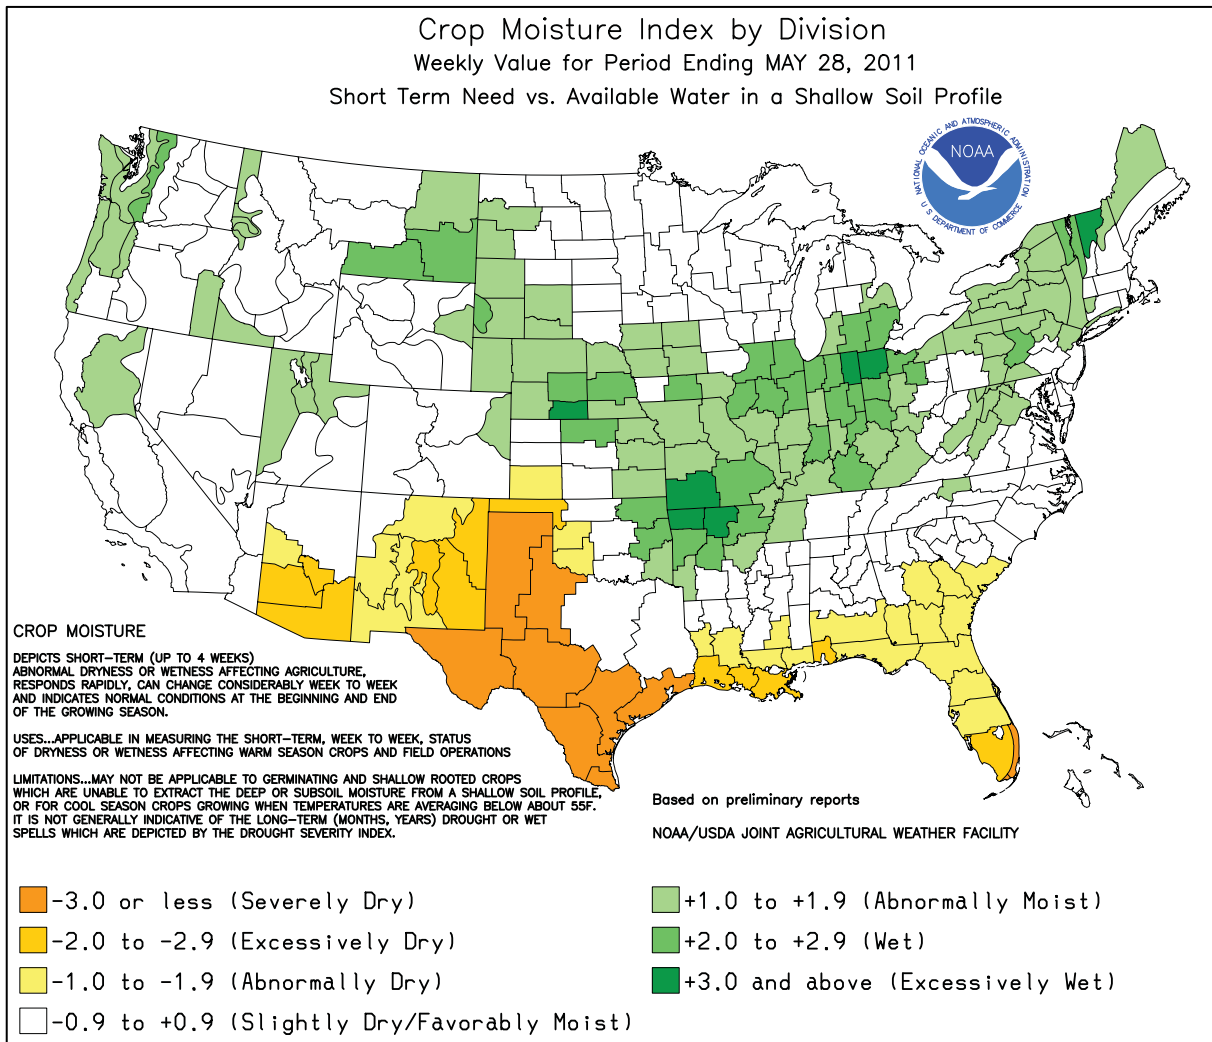 Crop Moisture Index by Division
Weekly Value for Period Ending MAY 28, 2011
Short Term Need vs. Available Water in a Shallow Soil Profile
NATIONAL OCEANIC AND ATMOSPHERIC ADMINISTRATION
NOAA
U S DEPARTMENT OF COMMERCE
CROP MOISTURE
DEPICTS SHORT-TERM (UP TO 4 WEEKS)
ABNORMAL DRYNESS OR WETNESS AFFECTING AGRICULTURE,
RESPONDS RAPIDLY, CAN CHANGE CONSIDERABLY WEEK TO WEEK
AND INDICATES NORMAL CONDITIONS AT THE BEGINNING AND END
OF THE GROWING SEASON.
USES...APPLICABLE IN MEASURING THE SHORT-TERM, WEEK TO WEEK, STATUS
OF DRYNESS OR WETNESS AFFECTING WARM SEASON CROPS AND FIELD OPERATIONS
LIMITATIONS...MAY NOT BE APPLICABLE TO GERMINATING AND SHALLOW ROOTED CROPS
WHICH ARE UNABLE TO EXTRACT THE DEEP OR SUBSOIL MOISTURE FROM A SHALLOW SOIL PROFILE,
OR FOR COOL SEASON CROPS GROWING WHEN TEMPERATURES ARE AVERAGING BELOW ABOUT 55F.
IT IS NOT GENERALLY INDICATIVE OF THE LONG-TERM (MONTHS, YEARS) DROUGHT OR WET
SPELLS WHICH ARE DEPICTED BY THE DROUGHT SEVERITY INDEX.
Based on preliminary reports
NOAA/USDA JOINT AGRICULTURAL WEATHER FACILITY
-3.0 or less (Severely Dry)
-2.0 to -2.9 (Excessively Dry)
-1.0 to -1.9 (Abnormally Dry)
-0.9 to +0.9 (Slightly Dry/Favorably Moist)
+1.0 to +1.9 (Abnormally Moist)
+2.0 to +2.9 (Wet)
+3.0 and above (Excessively Wet)